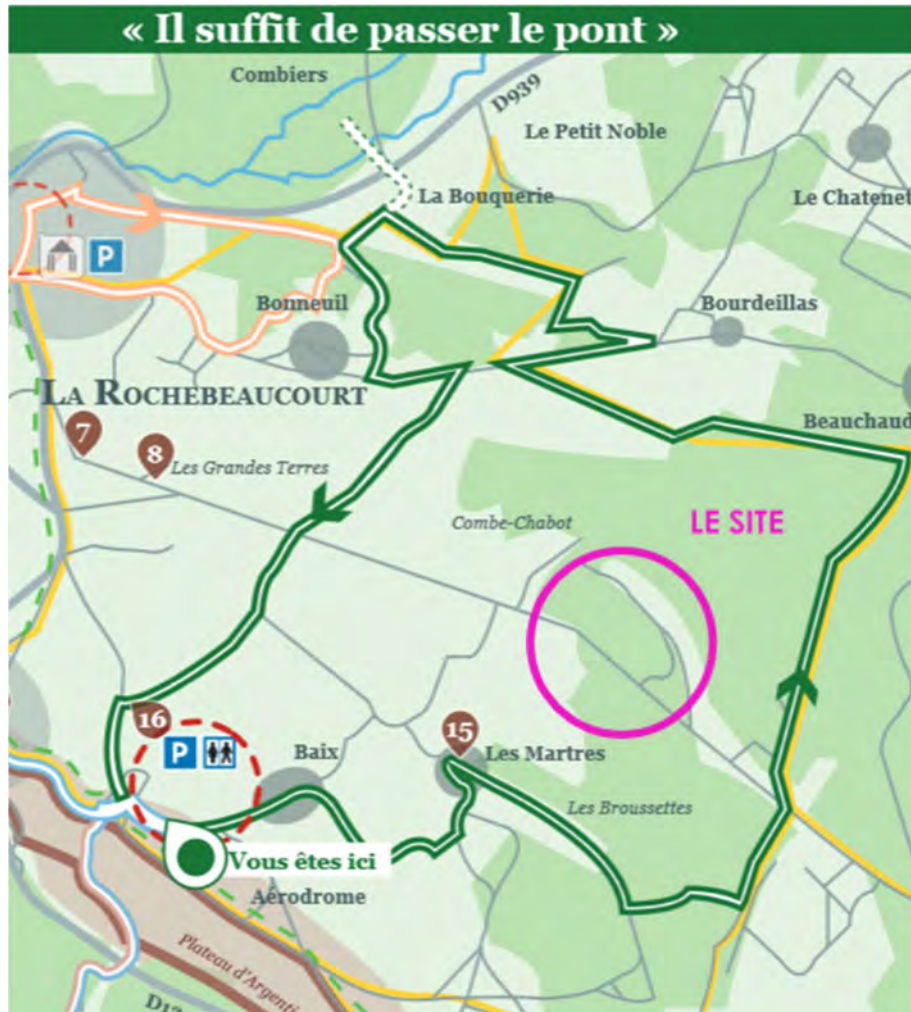 « Il suffit de passer le pont »
Combiers
D939
Le Petit Noble
La Bouquerie
Le Chatenet
P
Bonneuil
Bourdeillas
LA ROCHEBEAUCOURT
7
8
Les Grandes Terres
Beauchaud
Combe-Chabot
LE SITE
16
P
Baix
15
Les Martres
Les Broussettes
Vous êtes ici
Aérodrome
Plateau d'Argenti